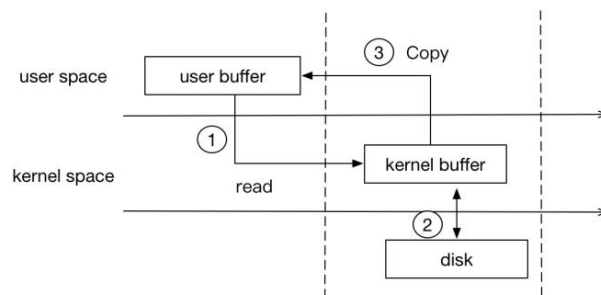 ③ Copy
user space
user buffer
①
kernel space
kernel buffer
read
②
disk